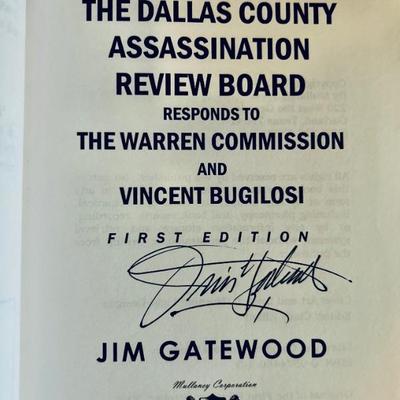 THE DALLAS COUNTY
ASSASSINATION
REVIEW BOARD
RESPONDS TO
THE WARREN COMMISSION
AND
VINCENT BUGILOSI
FIRST EDITION
JIM GATEWOOD
Mullaney Corporation